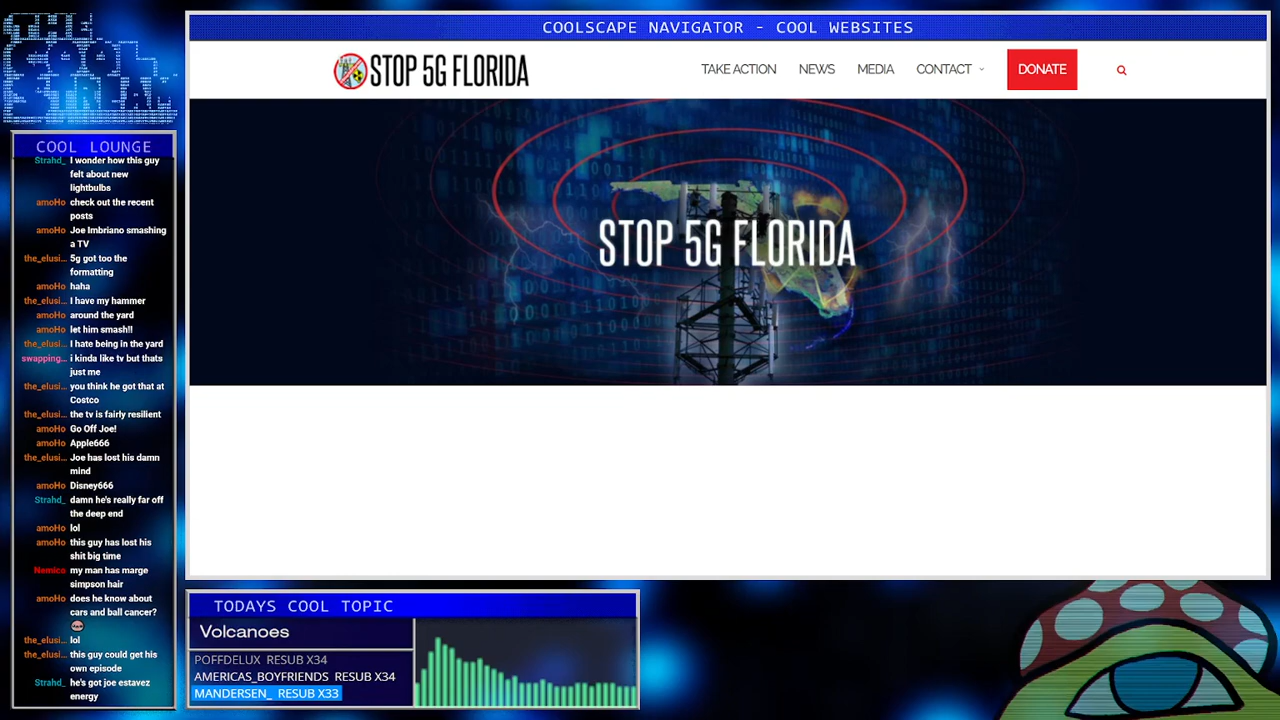 COOLSCAPE NAVIGATOR - COOL WEBSITES
STOP 5G FLORIDA
TAKE ACTION NEWS MEDIA CONTACT DONATE
STOP 5G FLORIDA
COOL LOUNGE
Strahd_ I wonder how this guy
felt about new
lightbulbs
amoHo check out the recent
posts
amoHo Joe Imbriano smashing
a TV
the_elusi... 5g got too the
formatting
amoHo haha
the_elusi... I have my hammer
amoHo around the yard
amoHo let him smash!!
the_elusi... I hate being in the yard
swapping... i kinda like tv but thats
just me
the_elusi... you think he got that at
Costco
the_elusi... the tv is fairly resilient
amoHo Go Off Joe!
amoHo Apple666
the_elusi... Joe has lost his damn
mind
amoHo Disney666
Strahd_ damn he's really far off
the deep end
amoHo lol
amoHo this guy has lost his
shit big time
Nemico my man has marge
simpson hair
amoHo does he know about
cars and ball cancer?
the_elusi... lol
the_elusi... this guy could get his
own episode
Strahd_ he's got joe estavez
energy
TODAYS COOL TOPIC
Volcanoes
POFFDELUX RESUB X34
AMERICAS_BOYFRIENDS RESUB X34
MANDERSEN_ RESUB X33